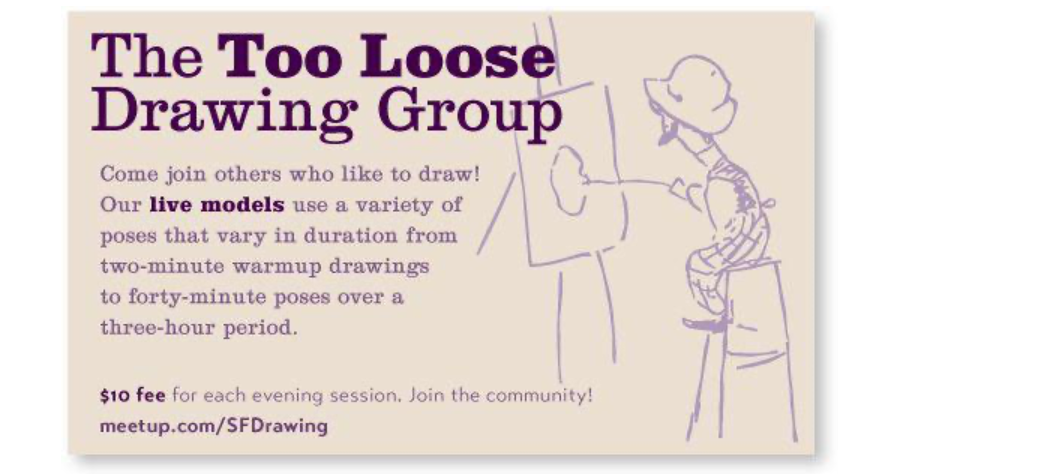 The Too Loose
Drawing Group
Come join others who like to draw!
Our live models use a variety of
poses that vary in duration from
two-minute warmup drawings
to forty-minute poses over a
three-hour period.
$10 fee for each evening session. Join the community!
meetup.com/SFDrawing